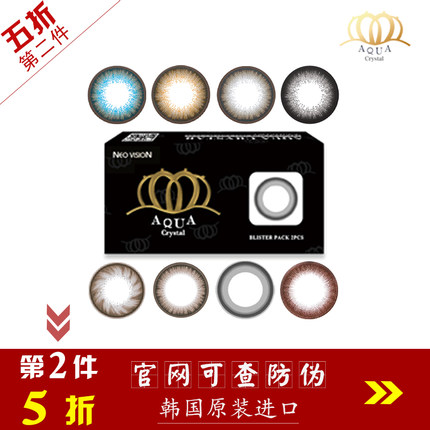 五折
第二件
AQUA
Crystal
NEO VISION
AQUA
Crystal
BLISTER PACK 2PCS
第2件
5折
官网可查防伪
韩国原装进口